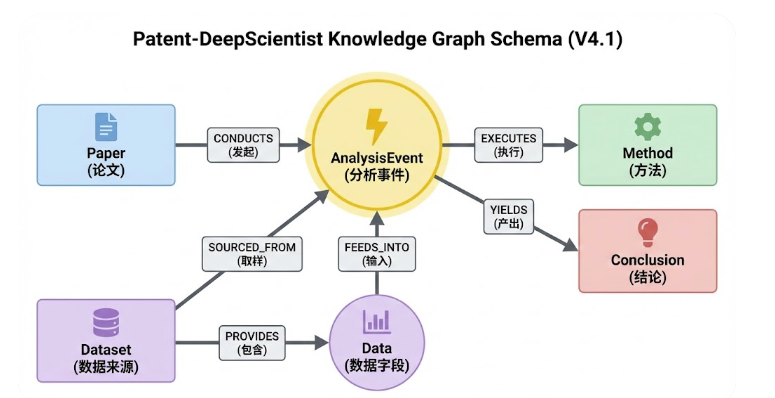 Patent-DeepScientist Knowledge Graph Schema (V4.1)
Paper
(论文)
CONDUCTS
(发起)
AnalysisEvent
(分析事件)
EXECUTES
(执行)
Method
(方法)
YIELDS
(产出)
Conclusion
(结论)
SOURCED_FROM
(取样)
FEEDS_INTO
(输入)
Dataset
(数据来源)
PROVIDES
(包含)
Data
(数据字段)